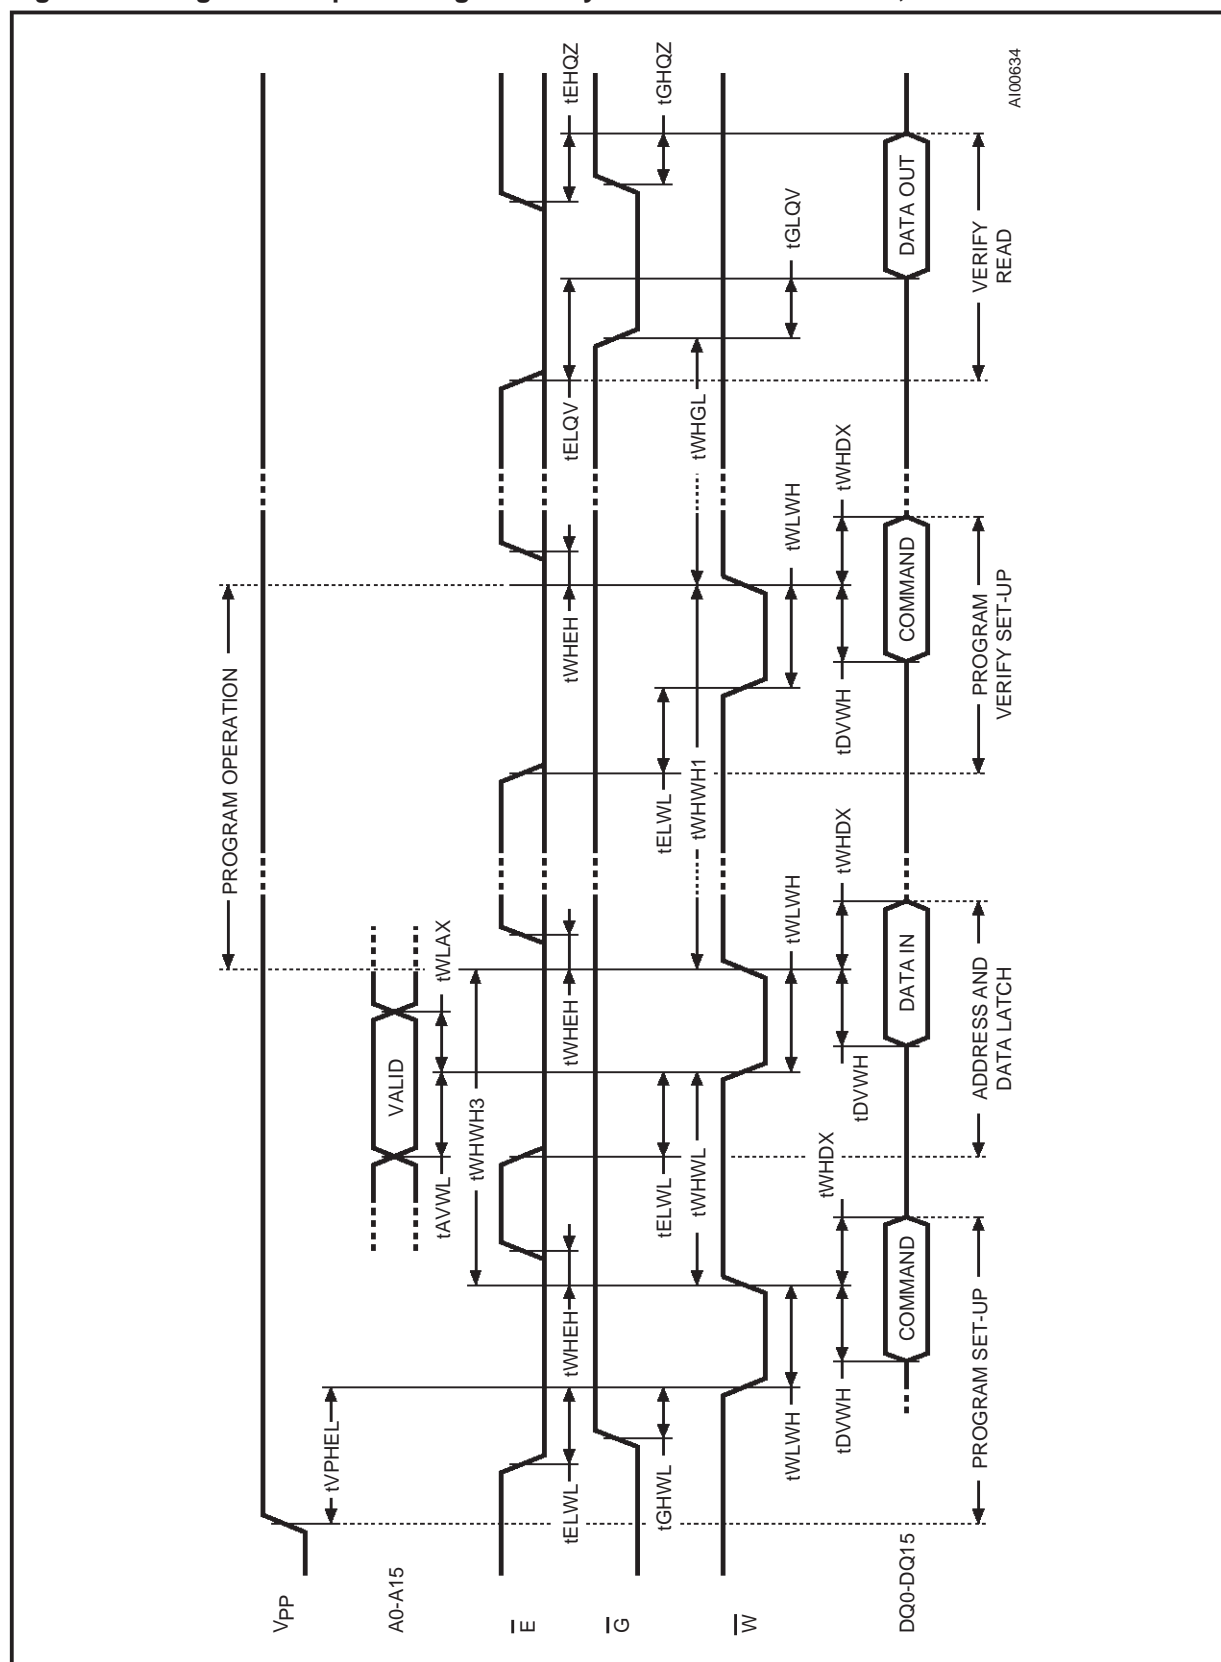 PROGRAM OPERATION
VPP
tVPHEL
A0-A15
VALID
tAVWL
tWLAX
tWHWH3
E̅
tELWL
tWHEH
tWHEH
tWHEH
tELQV
tEHQZ
G̅
tGHWL
tELWL
tELWL
tGHQZ
tWHWL
tWHWH1
tWHGL
W̅
tWLWH
tWLWH
tWLWH
tGLQV
tDVWH
tWHDX
tDVWH
tWHDX
tDVWH
tWHDX
DQ0-DQ15
COMMAND
DATA IN
COMMAND
DATA OUT
PROGRAM SET-UP
ADDRESS AND
DATA LATCH
PROGRAM
VERIFY SET-UP
VERIFY
READ
AI00634